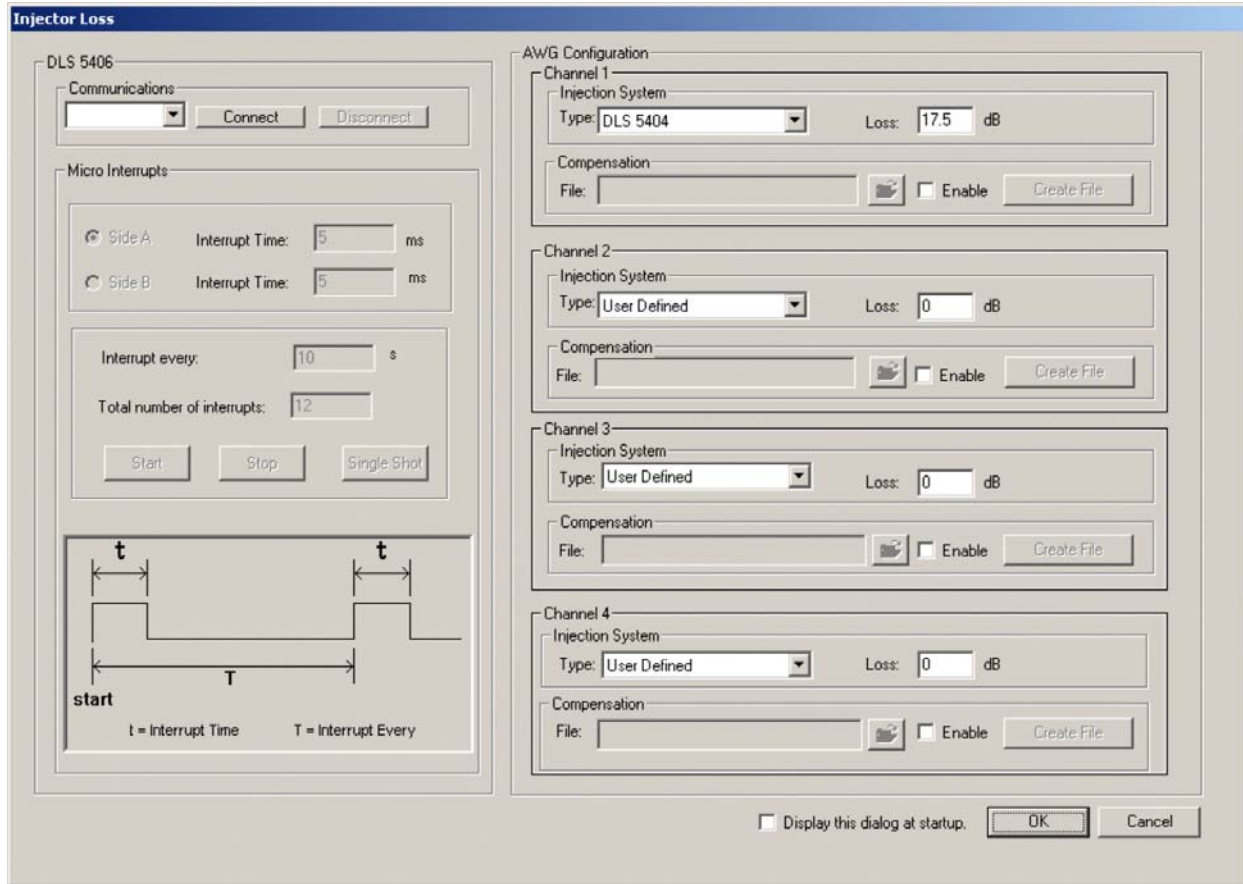 Injector Loss
DLS 5406
Communications
Connect
Disconnect
Micro Interrupts
Side A
Interrupt Time:
5
ms
Side B
Interrupt Time:
5
ms
Interrupt every:
10
s
Total number of interrupts:
12
Start
Stop
Single Shot
t
t
T
start
t = Interrupt Time
T = Interrupt Every
AWG Configuration
Channel 1
Injection System
Type: DLS 5404
Loss: 17.5 dB
Compensation
File:
Enable
Create File
Channel 2
Injection System
Type: User Defined
Loss: 0 dB
Compensation
File:
Enable
Create File
Channel 3
Injection System
Type: User Defined
Loss: 0 dB
Compensation
File:
Enable
Create File
Channel 4
Injection System
Type: User Defined
Loss: 0 dB
Compensation
File:
Enable
Create File
Display this dialog at startup.
OK
Cancel